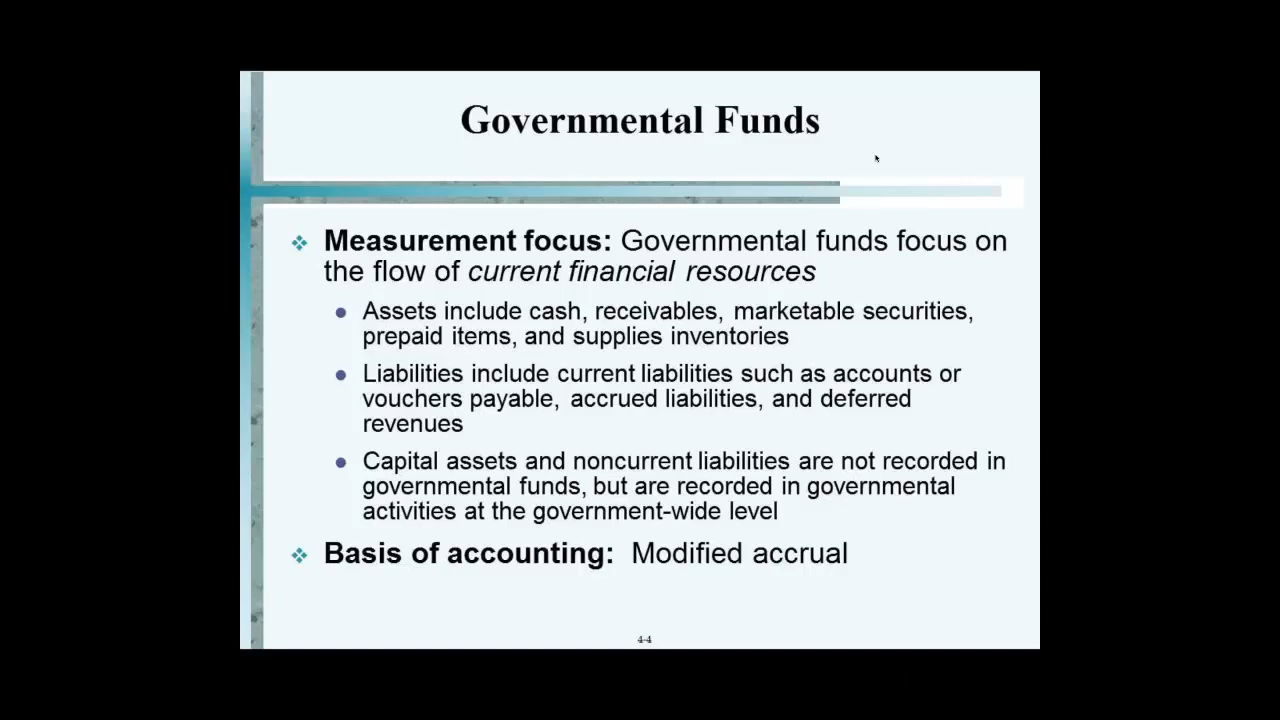 Governmental Funds
Measurement focus: Governmental funds focus on
the flow of current financial resources
Assets include cash, receivables, marketable securities,
prepaid items, and supplies inventories
Liabilities include current liabilities such as accounts or
vouchers payable, accrued liabilities, and deferred
revenues
Capital assets and noncurrent liabilities are not recorded in
governmental funds, but are recorded in governmental
activities at the government-wide level
Basis of accounting: Modified accrual
4-4